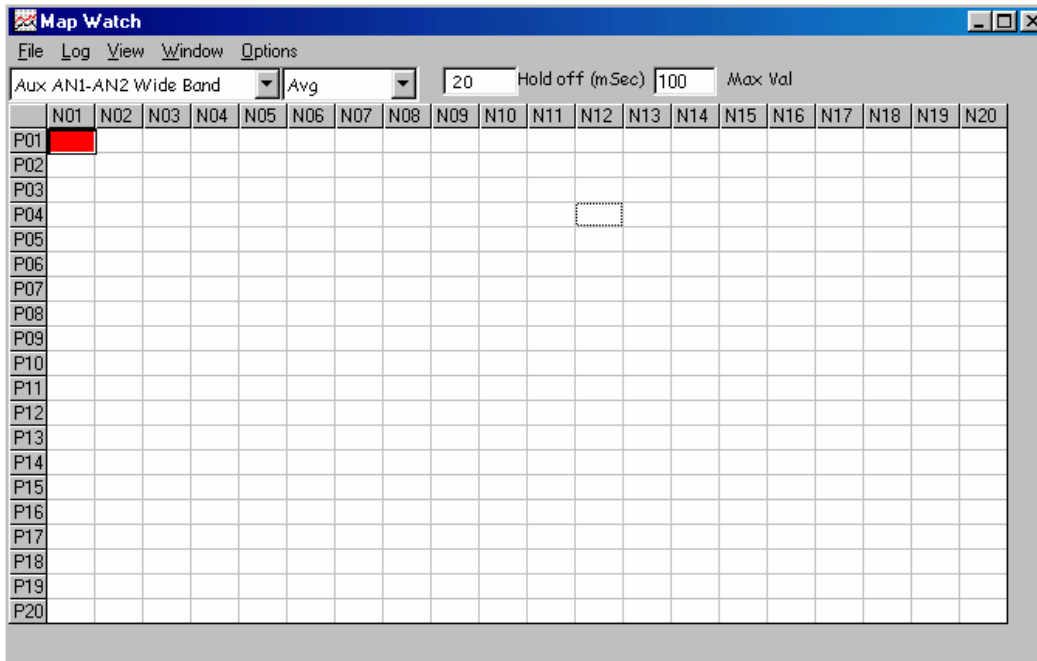 Map Watch
File Log View Window Options
Aux AN1-AN2 Wide Band Avg 20 Hold off (mSec) 100 Max Val
N01 N02 N03 N04 N05 N06 N07 N08 N09 N10 N11 N12 N13 N14 N15 N16 N17 N18 N19 N20
P01
P02
P03
P04
P05
P06
P07
P08
P09
P10
P11
P12
P13
P14
P15
P16
P17
P18
P19
P20